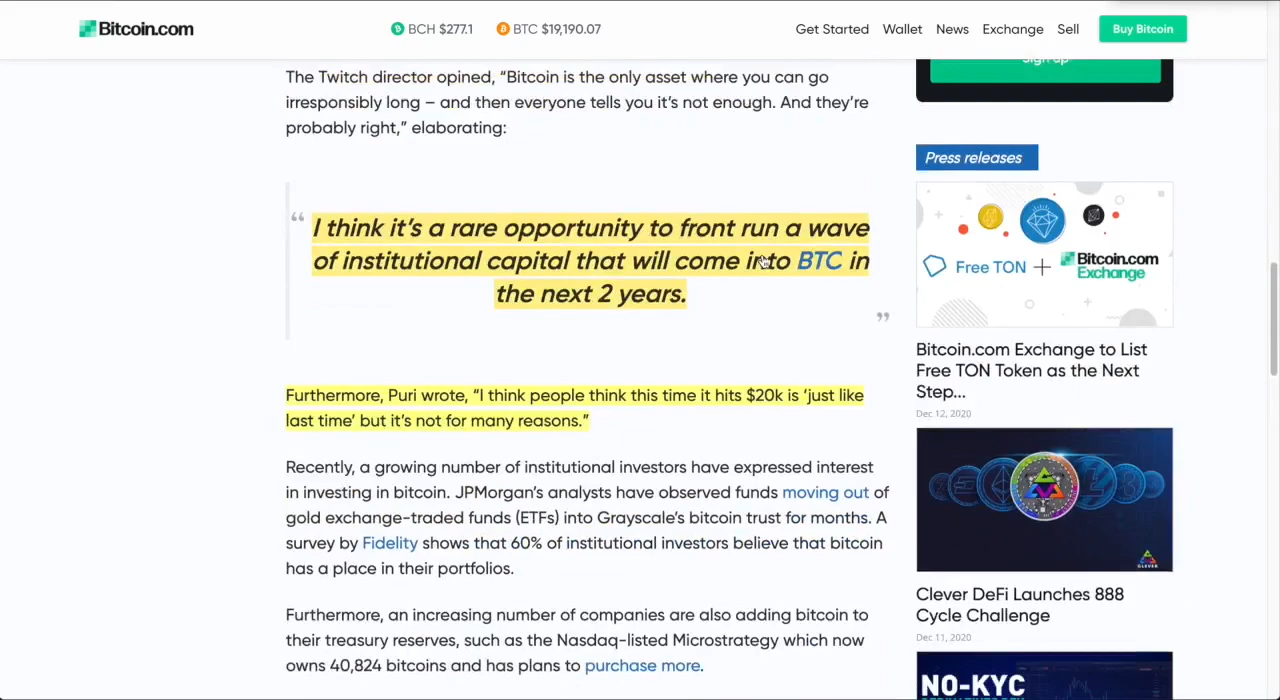 Bitcoin.com
BCH $277.1
BTC $19,190.07
Get Started
Wallet
News
Exchange
Sell
Buy Bitcoin
The Twitch director opined, “Bitcoin is the only asset where you can go
irresponsibly long – and then everyone tells you it’s not enough. And they’re
probably right,” elaborating:
“
I think it’s a rare opportunity to front run a wave
of institutional capital that will come into BTC in
the next 2 years.
”
Furthermore, Puri wrote, “I think people think this time it hits $20k is ‘just like
last time’ but it’s not for many reasons.”
Recently, a growing number of institutional investors have expressed interest
in investing in bitcoin. JPMorgan’s analysts have observed funds moving out of
gold exchange-traded funds (ETFs) into Grayscale’s bitcoin trust for months. A
survey by Fidelity shows that 60% of institutional investors believe that bitcoin
has a place in their portfolios.
Furthermore, an increasing number of companies are also adding bitcoin to
their treasury reserves, such as the Nasdaq-listed Microstrategy which now
owns 40,824 bitcoins and has plans to purchase more.
Sign up
Press releases
Free TON + Bitcoin.com
Exchange
Bitcoin.com Exchange to List
Free TON Token as the Next
Step...
Dec 12, 2020
CLEVER
Clever DeFi Launches 888
Cycle Challenge
Dec 11, 2020
NO-KYC